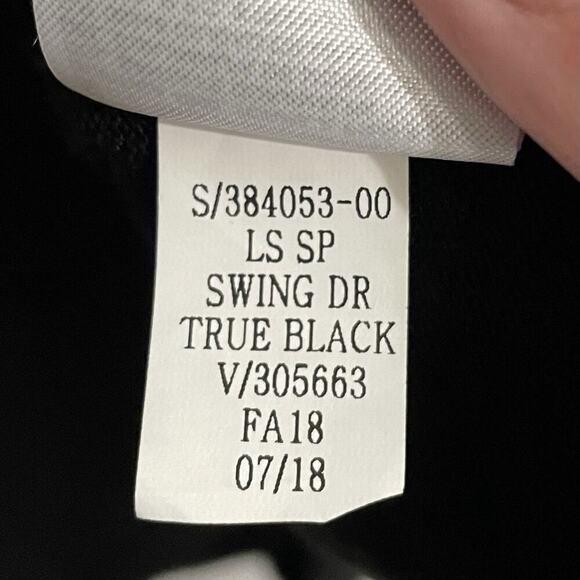 S/384053-00
LS SP
SWING DR
TRUE BLACK
V/305663
FA18
07/18